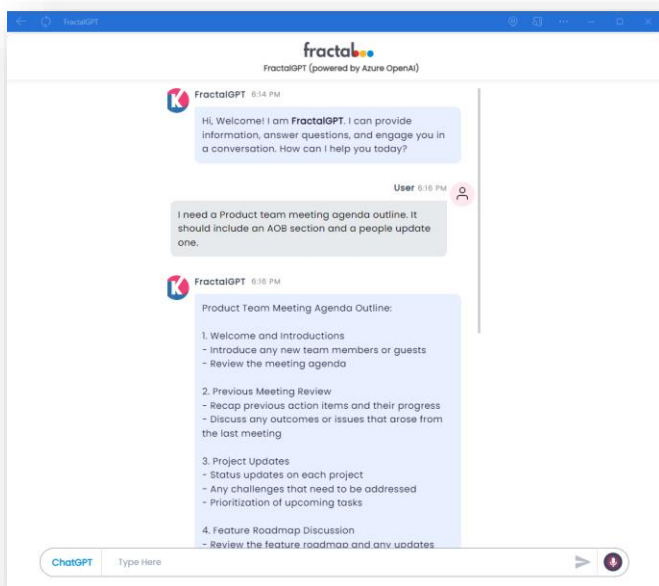 FractalGPT
fractal
FractalGPT (powered by Azure OpenAI)
FractalGPT 6:14 PM
Hi, Welcome! I am FractalGPT. I can provide
information, answer questions, and engage you in
a conversation. How can I help you today?
User 6:16 PM
I need a Product team meeting agenda outline. It
should include an AOB section and a people update
one.
FractalGPT 6:16 PM
Product Team Meeting Agenda Outline:
1. Welcome and Introductions
- Introduce any new team members or guests
- Review the meeting agenda
2. Previous Meeting Review
- Recap previous action items and their progress
- Discuss any outcomes or issues that arose from
the last meeting
3. Project Updates
- Status updates on each project
- Any challenges that need to be addressed
- Prioritization of upcoming tasks
4. Feature Roadmap Discussion
- Review the feature roadmap and any updates
ChatGPT Type Here